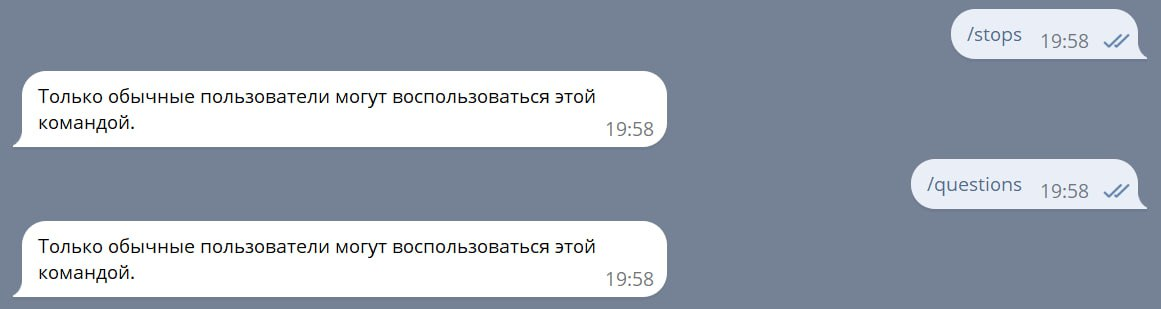 /stops 19:58
Только обычные пользователи могут воспользоваться этой
командой.
19:58
/questions 19:58
Только обычные пользователи могут воспользоваться этой
командой.
19:58